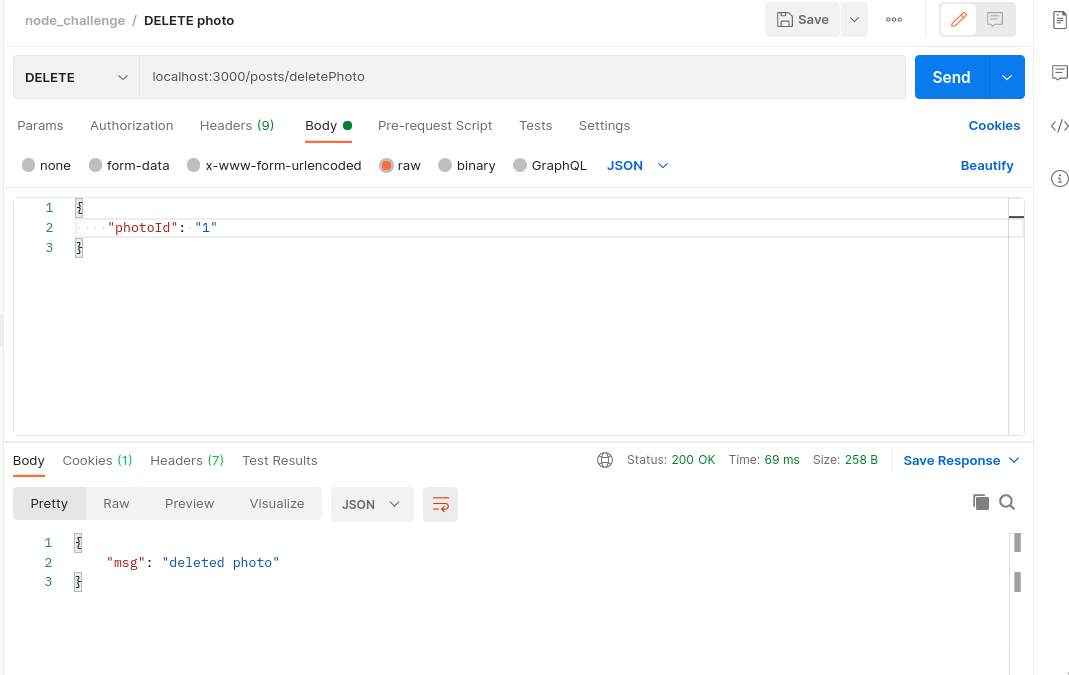 node_challenge / DELETE photo
Save
DELETE
localhost:3000/posts/deletePhoto
Send
Params Authorization Headers (9) Body Pre-request Script Tests Settings Cookies
none form-data x-www-form-urlencoded raw binary GraphQL JSON Beautify
1 {
2 "photoId": "1"
3 }
Body Cookies (1) Headers (7) Test Results Status: 200 OK Time: 69 ms Size: 258 B Save Response
Pretty Raw Preview Visualize JSON
1 {
2 "msg": "deleted photo"
3 }